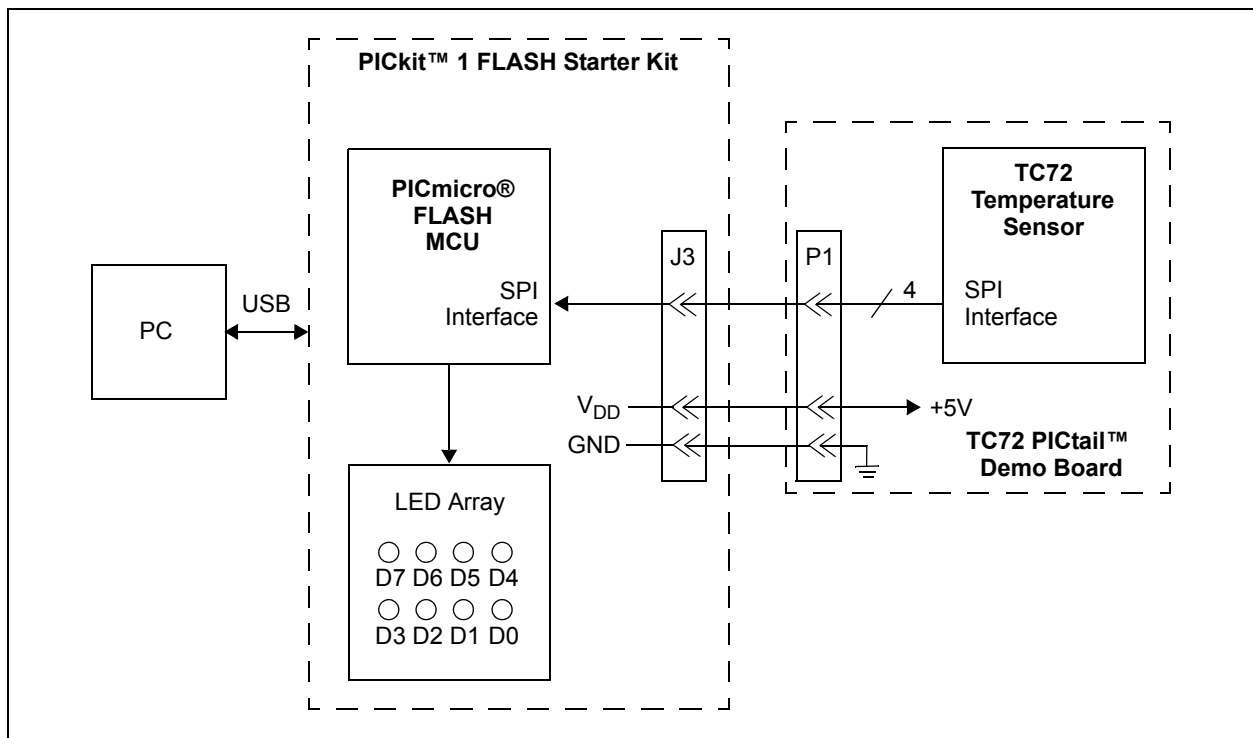 PICkit™ 1 FLASH Starter Kit
PICmicro®
FLASH
MCU
SPI
Interface
J3
P1
TC72
Temperature
Sensor
4
SPI
Interface
PC
USB
VDD
GND
+5V
TC72 PICtail™
Demo Board
LED Array
D7 D6 D5 D4
D3 D2 D1 D0